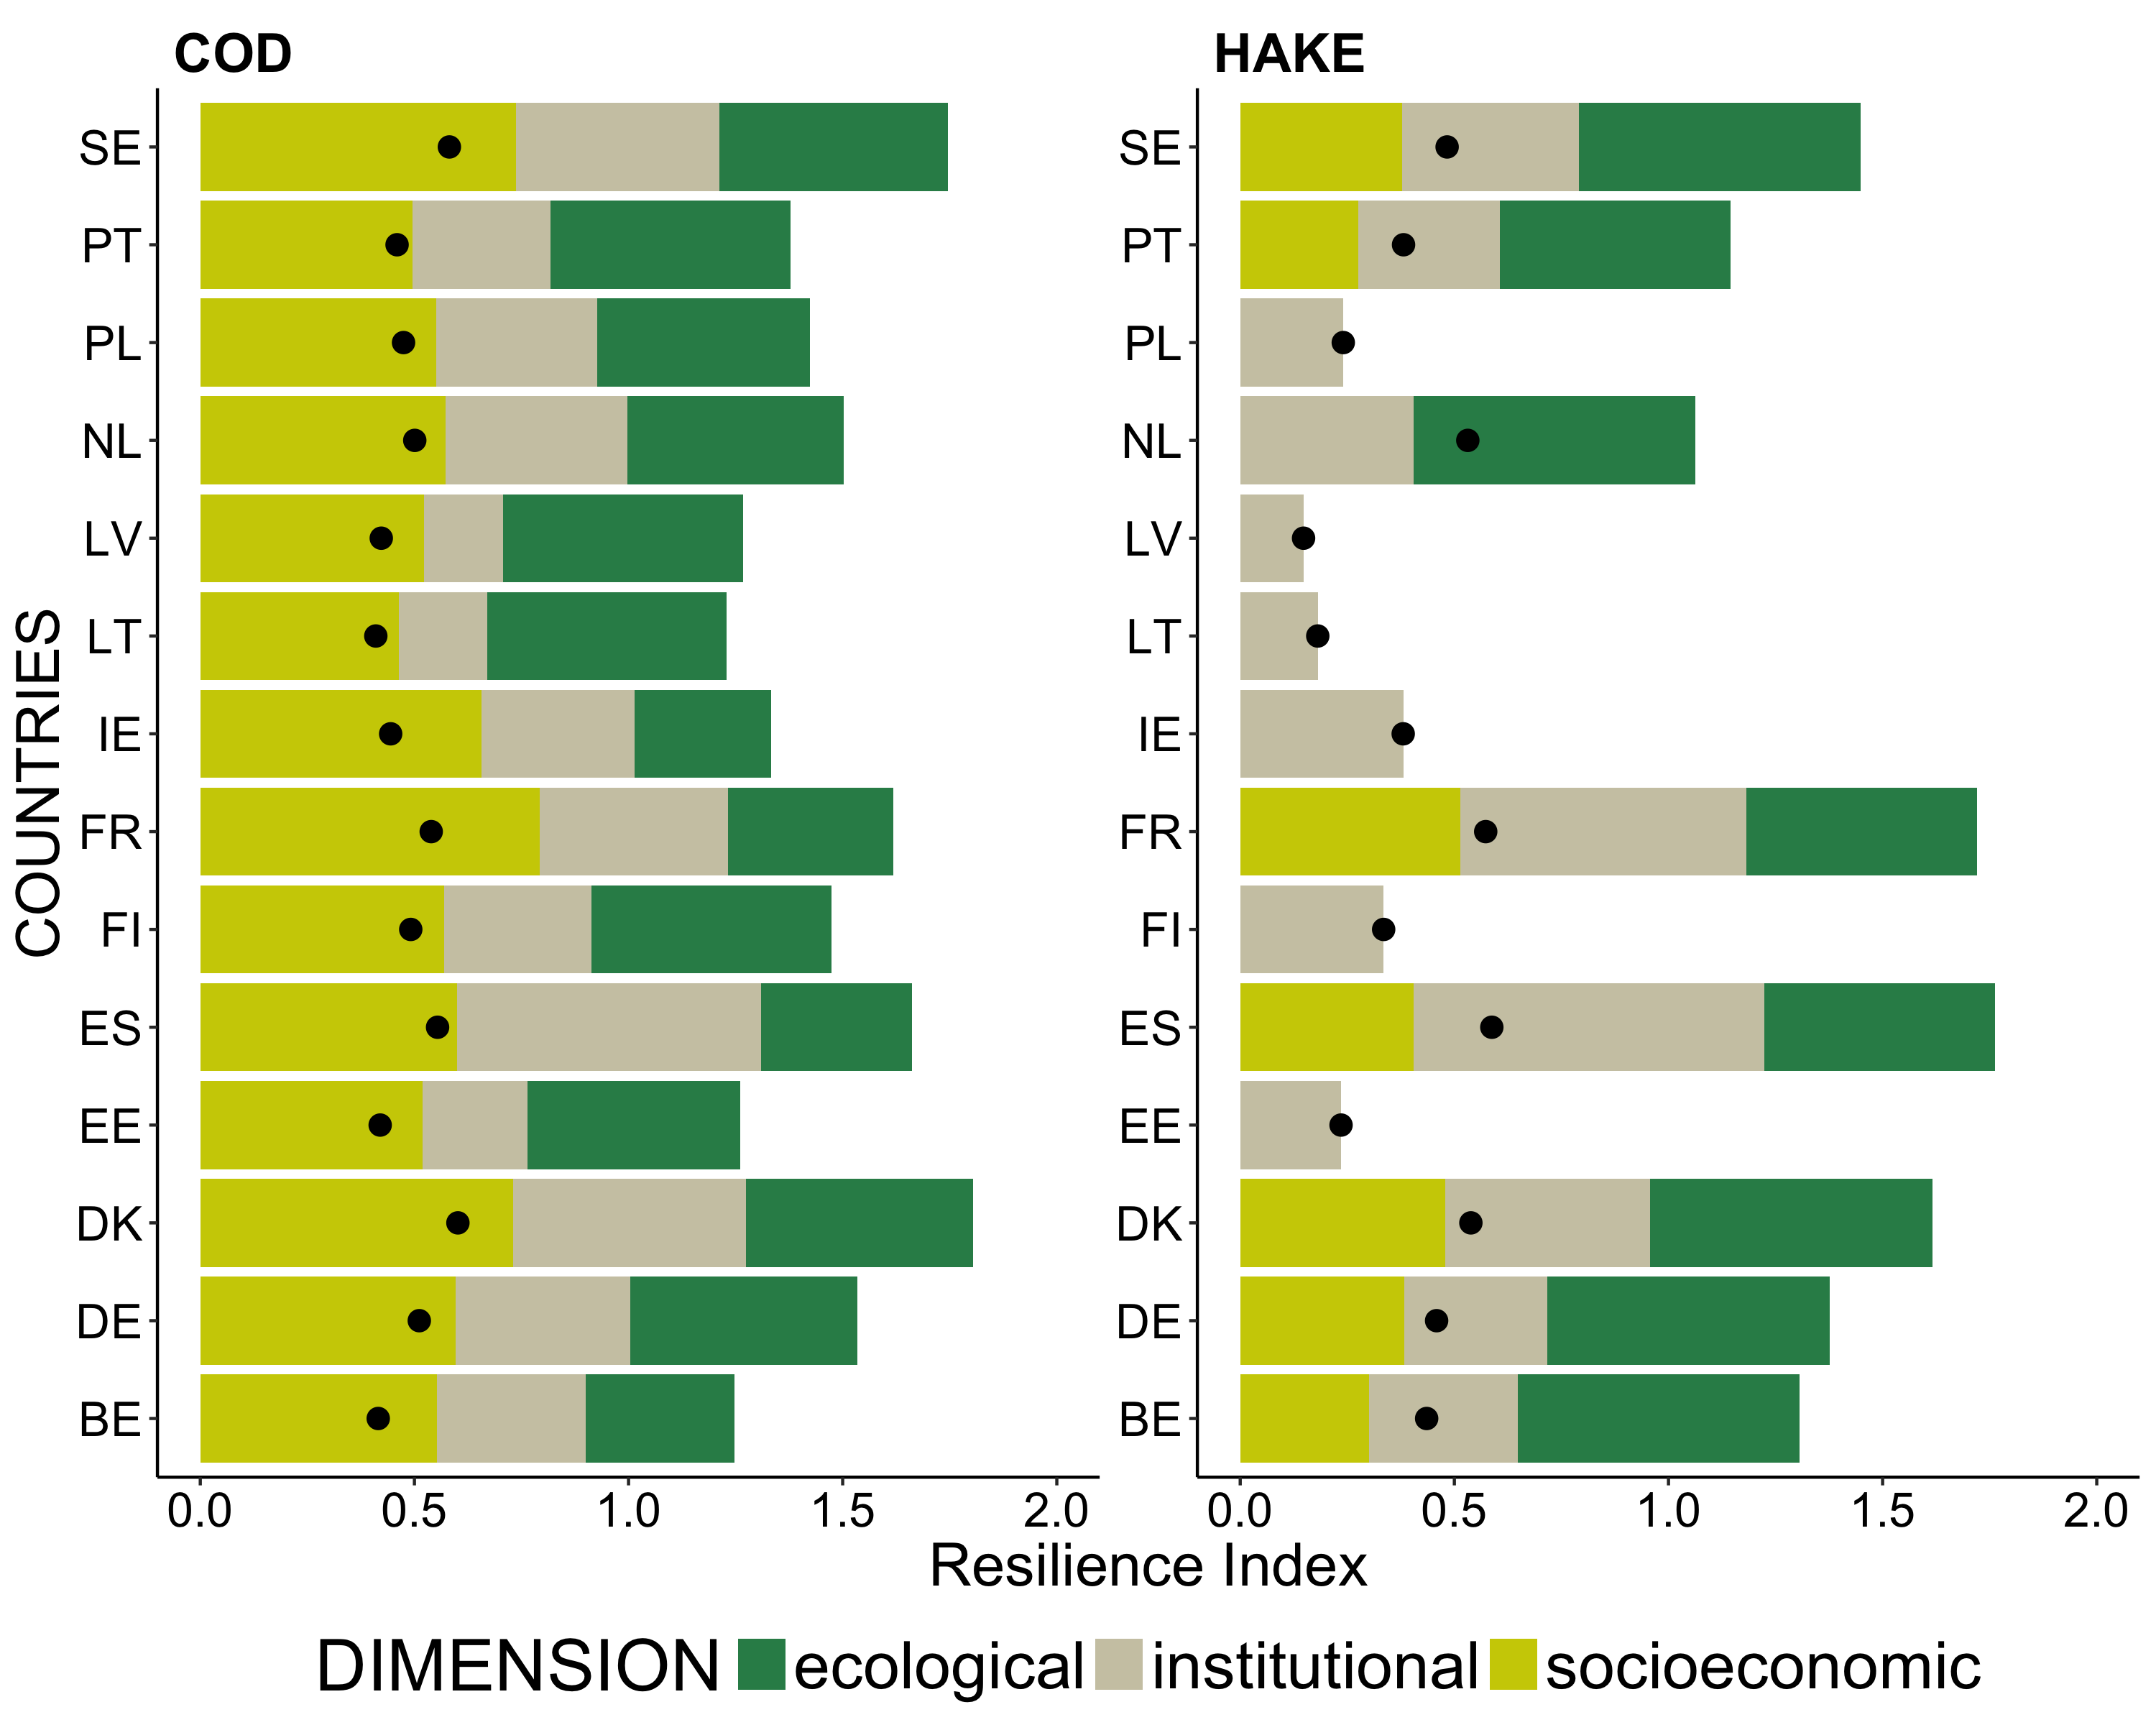 COD
SE
PT
PL
NL
LV
LT
IE
FR
FI
ES
EE
DK
DE
BE
0.0 0.5 1.0 1.5 2.0
HAKE
SE
PT
PL
NL
LV
LT
IE
FR
FI
ES
EE
DK
DE
BE
0.0 0.5 1.0 1.5 2.0
COUNTRIES
Resilience Index
DIMENSION ecological institutional socioeconomic